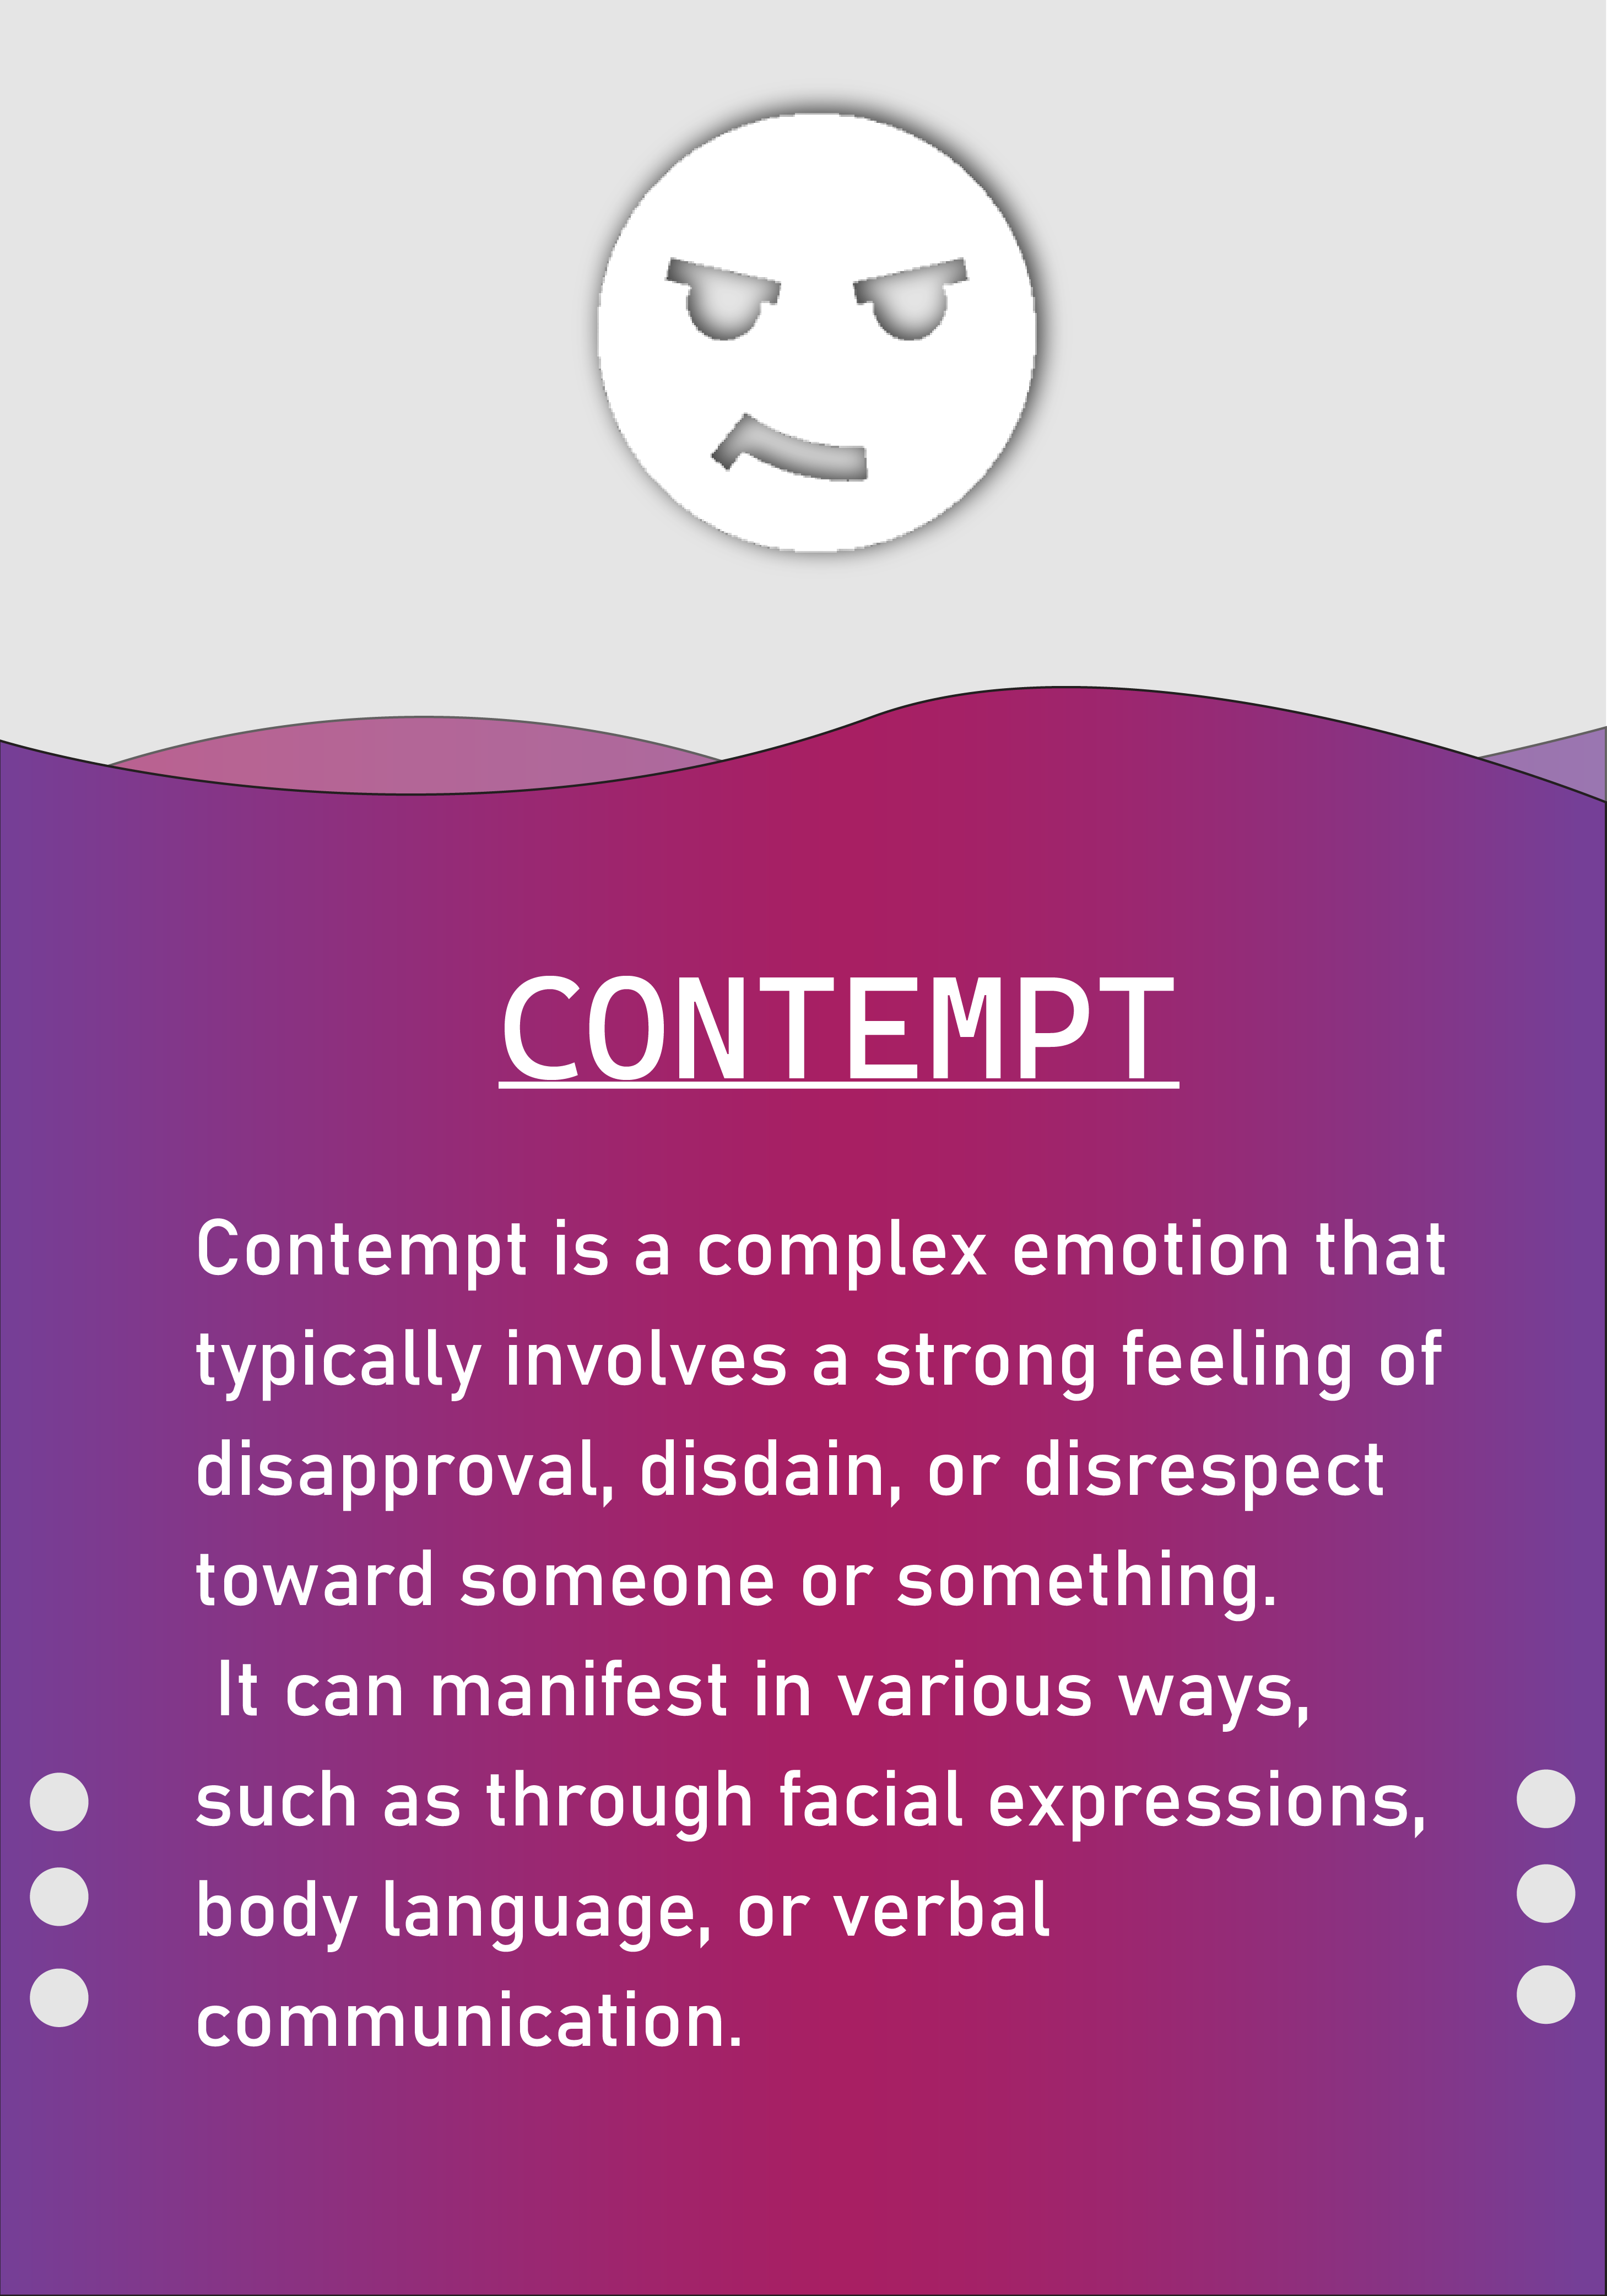 CONTEMPT
Contempt is a complex emotion that
typically involves a strong feeling of
disapproval, disdain, or disrespect
toward someone or something.
It can manifest in various ways,
such as through facial expressions,
body language, or verbal
communication.